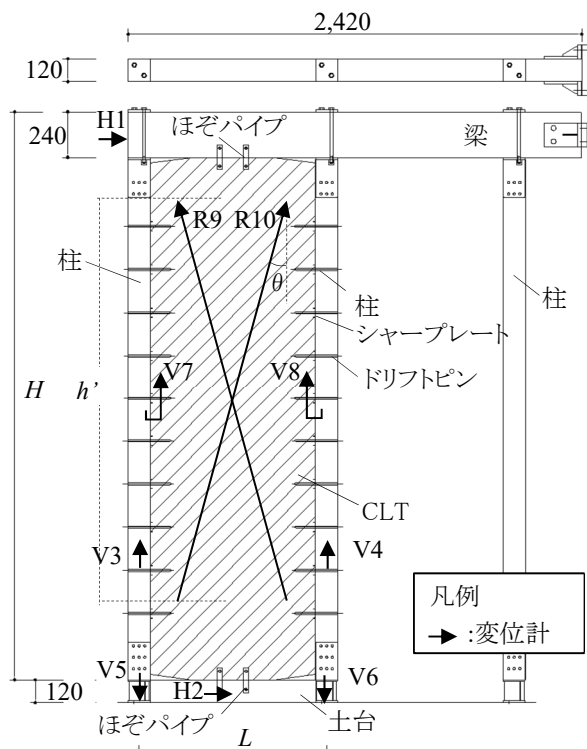 2,420
120
H1
240
ほぞパイプ
梁
R9
R10
柱
θ
柱
柱
シャープレート
V7
V8
ドリフトピン
H
h’
CLT
V3
V4
凡例
:変位計
V5
V6
120
H2
ほぞパイプ
土台
L